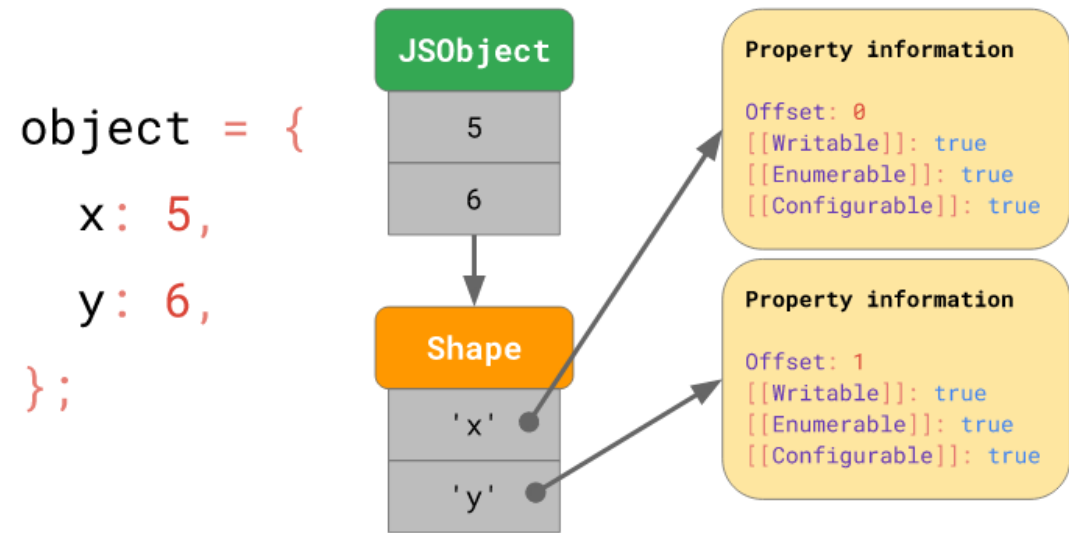 object = {
  x: 5,
  y: 6,
};
JSObject
5
6
Shape
'x'
'y'
Property information
Offset: 0
[[Writable]]: true
[[Enumerable]]: true
[[Configurable]]: true
Property information
Offset: 1
[[Writable]]: true
[[Enumerable]]: true
[[Configurable]]: true